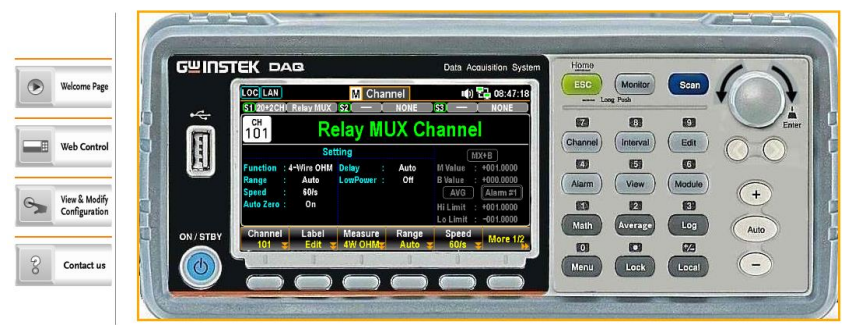 Welcome Page
Web Control
View & Modify
Configuration
Contact us
GWINSTEK DAQ
Data Acquisition System
LOC LAN M Channel 08:47:18
S1 20+2CH Relay MUX S2 — NONE S3 — NONE
CH
101
Relay MUX Channel
Setting
MX+B
Function : 4-Wire OHM Delay : Auto M Value : +001.0000
Range : Auto LowPower : Off B Value : +000.0000
Speed : 60/s AVG Alarm #1
Auto Zero : On Hi Limit : +001.0000
Lo Limit : -001.0000
Channel Label Measure Range Speed More 1/2
101 Edit 4W OHM Auto 60/s
ON / STBY
Home
ESC Monitor Scan
Long Push
Enter
7 8 9
Channel Interval Edit
4 5 6
Alarm View Module
+
1 2 3
Math Average Log
Auto
0 +/-
Menu Lock Local
−